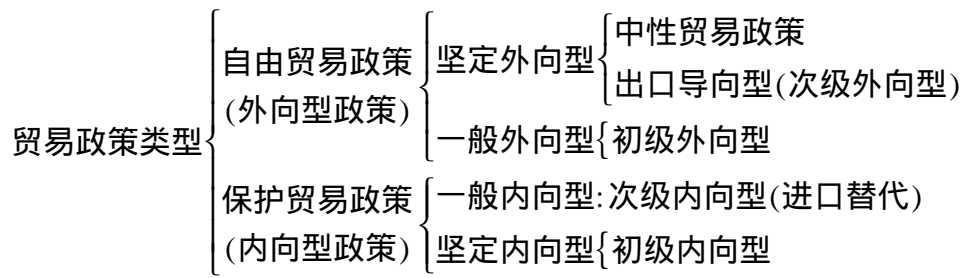 贸易政策类型
自由贸易政策
(外向型政策)
坚定外向型
中性贸易政策
出口导向型(次级外向型)
一般外向型{初级外向型
保护贸易政策
(内向型政策)
一般内向型:次级内向型(进口替代)
坚定内向型{初级内向型